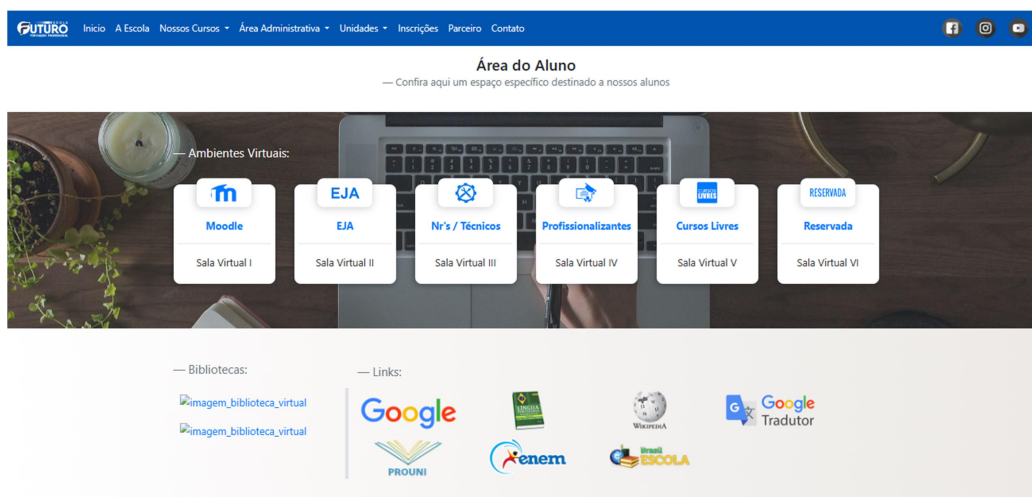 FUTURO
Inicio A Escola Nossos Cursos Área Administrativa Unidades Inscrições Parceiro Contato
Área do Aluno
— Confira aqui um espaço específico destinado a nossos alunos
— Ambientes Virtuais:
EJA
CURSOS LIVRES
RESERVADA
Moodle
EJA
Nr's / Técnicos
Profissionalizantes
Cursos Livres
Reservada
Sala Virtual I
Sala Virtual II
Sala Virtual III
Sala Virtual IV
Sala Virtual V
Sala Virtual VI
— Bibliotecas:
imagem_biblioteca_virtual
imagem_biblioteca_virtual
— Links:
Google
LÍNGUA
WIKIPEDIA
Google
Tradutor
PROUNI
enem
Brasil
ESCOLA